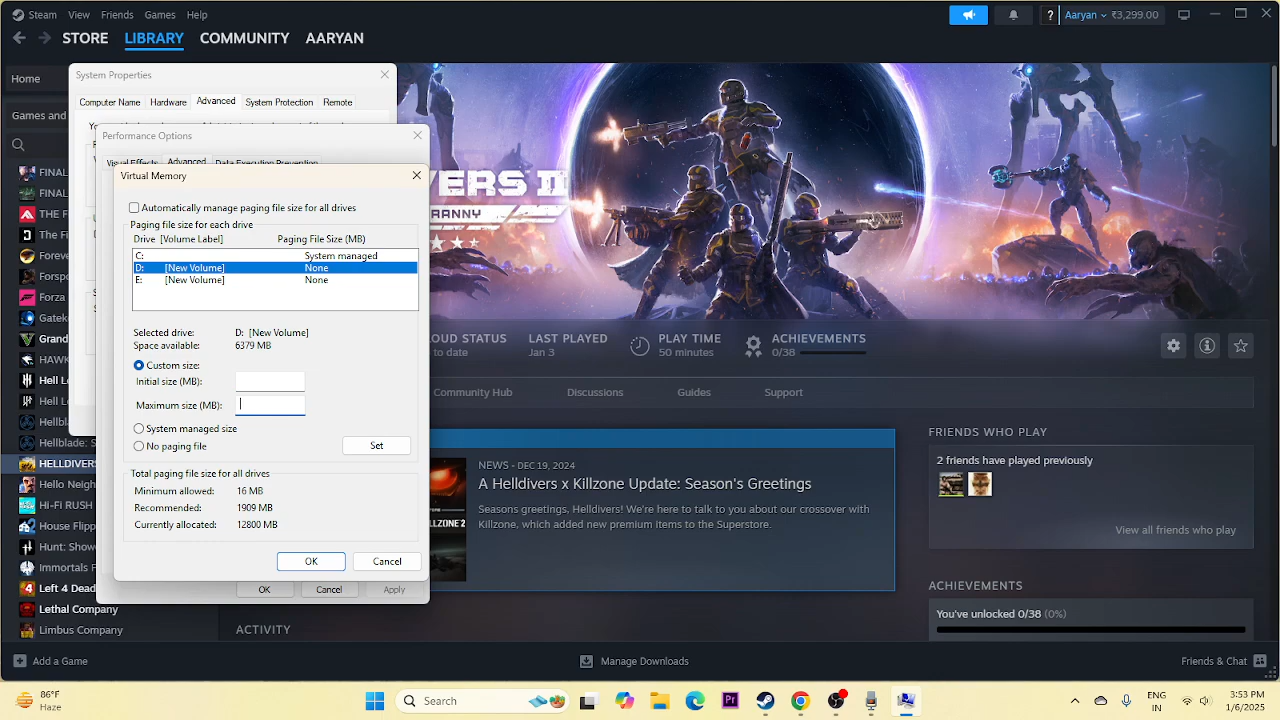 Steam View Friends Games Help
? Aaryan ₹3,299.00
STORE LIBRARY COMMUNITY AARYAN
Home
Games and
System Properties
Computer Name Hardware Advanced System Protection Remote
Performance Options
Visual Effects Advanced Data Execution Prevention
Virtual Memory
Automatically manage paging file size for all drives
Paging file size for each drive
Drive [Volume Label] Paging File Size (MB)
C: System managed
D: [New Volume] None
E: [New Volume] None
Selected drive: D: [New Volume]
Space available: 6379 MB
Custom size:
Initial size (MB):
Maximum size (MB):
System managed size
No paging file Set
Total paging file size for all drives
Minimum allowed: 16 MB
Recommended: 1909 MB
Currently allocated: 12800 MB
OK Cancel
OK Cancel Apply
FINAL
FINAL
THE F
The F
Foreve
Forspo
Forza
Gateke
Grand
HAWK
Hell L
Hell L
Hellbl
Hellblade: S
HELLDIVERS
Hello Neigh
Hi-Fi RUSH
House Flipp
Hunt: Show
Immortals F
Left 4 Dead
Lethal Company
Limbus Company
VERS II
RANNY
OUD STATUS LAST PLAYED PLAY TIME ACHIEVEMENTS
to date Jan 3 50 minutes 0/38
Community Hub Discussions Guides Support
NEWS - DEC 19, 2024
A Helldivers x Killzone Update: Season's Greetings
Seasons greetings, Helldivers! We're here to talk to you about our crossover with
Killzone, which added new premium items to the Superstore.
LLZONE 2
FRIENDS WHO PLAY
2 friends have played previously
View all friends who play
ACHIEVEMENTS
You've unlocked 0/38 (0%)
ACTIVITY
Add a Game Manage Downloads Friends & Chat
86°F
Haze
Search
Pr
ENG
IN
3:53 PM
1/6/2025